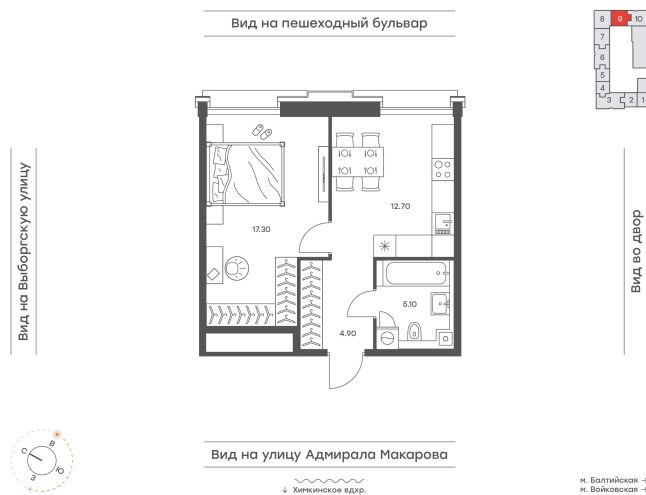 Вид на пешеходный бульвар
8 9 10
7
6
5
4
3 2 1
Вид на Выборгскую улицу
Вид во двор
12.70
17.30
5.10
4.90
С В Ю З
Вид на улицу Адмирала Макарова
↓ Химкинское вдхр.
м. Балтийская
м. Войковская